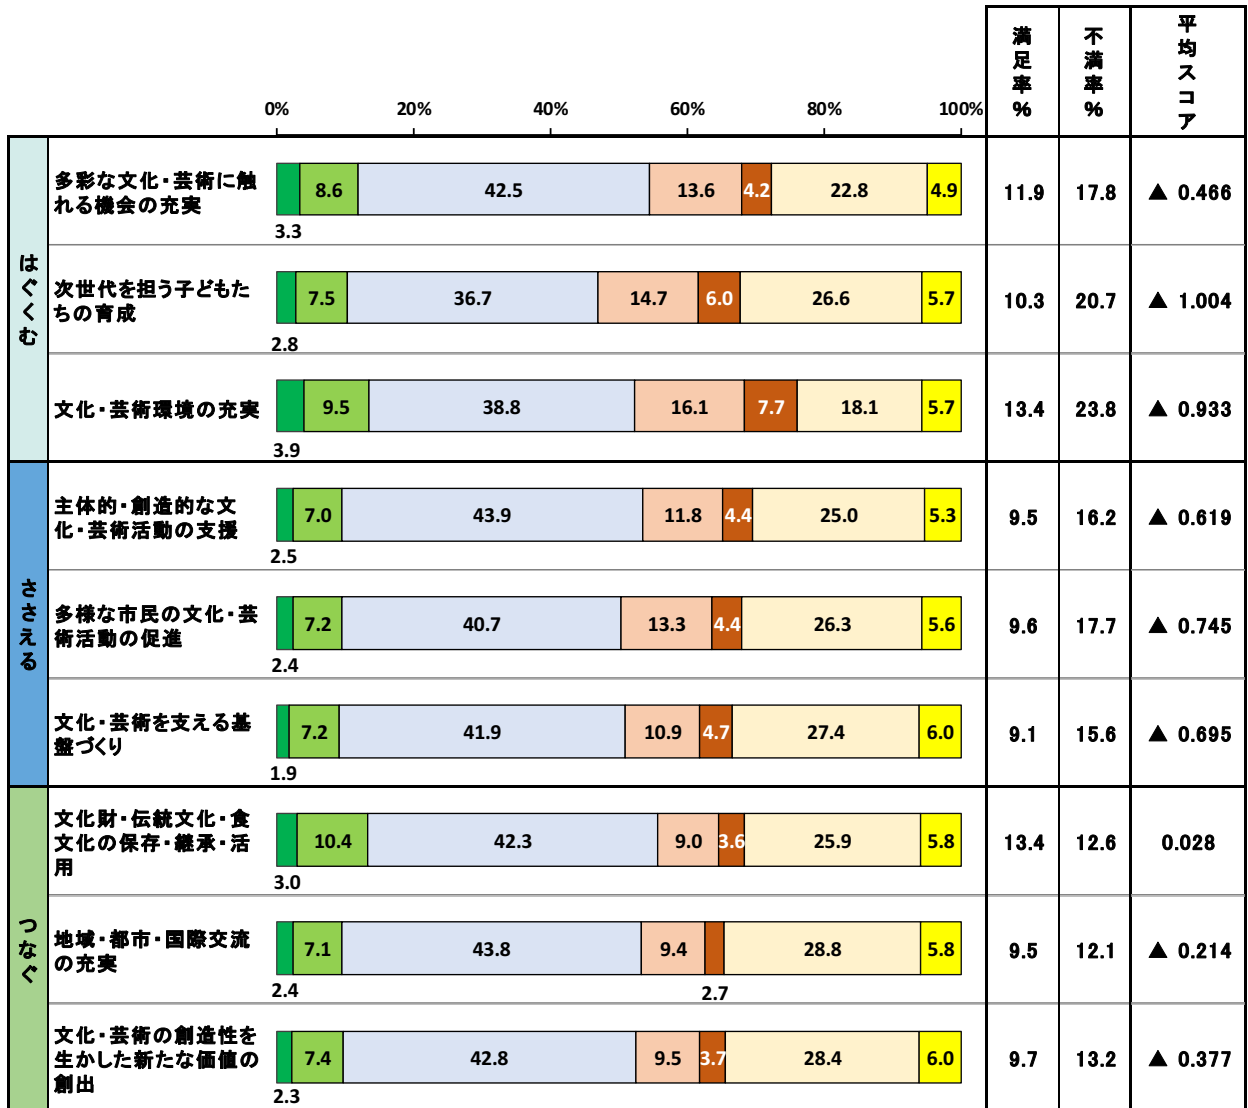 満足率%
不満率%
平均スコア
0% 20% 40% 60% 80% 100%
はぐくむ
多彩な文化・芸術に触
れる機会の充実
8.6 42.5 13.6 4.2 22.8 4.9
3.3
11.9 17.8 ▲ 0.466
次世代を担う子どもた
ちの育成
7.5 36.7 14.7 6.0 26.6 5.7
2.8
10.3 20.7 ▲ 1.004
文化・芸術環境の充実
9.5 38.8 16.1 7.7 18.1 5.7
3.9
13.4 23.8 ▲ 0.933
ささえる
主体的・創造的な文
化・芸術活動の支援
7.0 43.9 11.8 4.4 25.0 5.3
2.5
9.5 16.2 ▲ 0.619
多様な市民の文化・芸
術活動の促進
7.2 40.7 13.3 4.4 26.3 5.6
2.4
9.6 17.7 ▲ 0.745
文化・芸術を支える基
盤づくり
7.2 41.9 10.9 4.7 27.4 6.0
1.9
9.1 15.6 ▲ 0.695
つなぐ
文化財・伝統文化・食
文化の保存・継承・活
用
10.4 42.3 9.0 3.6 25.9 5.8
3.0
13.4 12.6 0.028
地域・都市・国際交流
の充実
7.1 43.8 9.4 28.8 5.8
2.4 2.7
9.5 12.1 ▲ 0.214
文化・芸術の創造性を
生かした新たな価値の
創出
7.4 42.8 9.5 3.7 28.4 6.0
2.3
9.7 13.2 ▲ 0.377